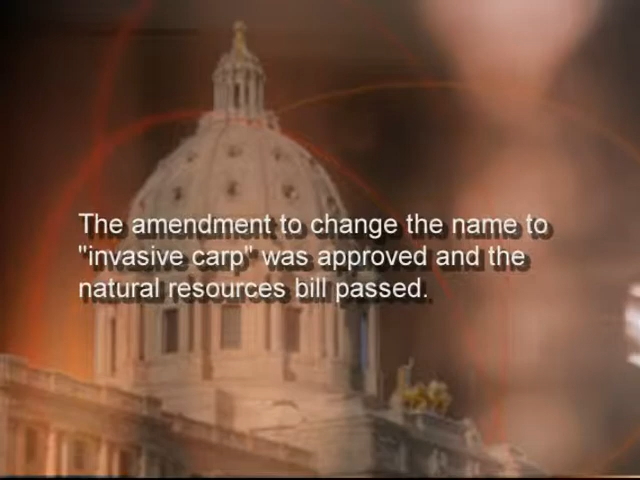 The amendment to change the name to
"invasive carp" was approved and the
natural resources bill passed.